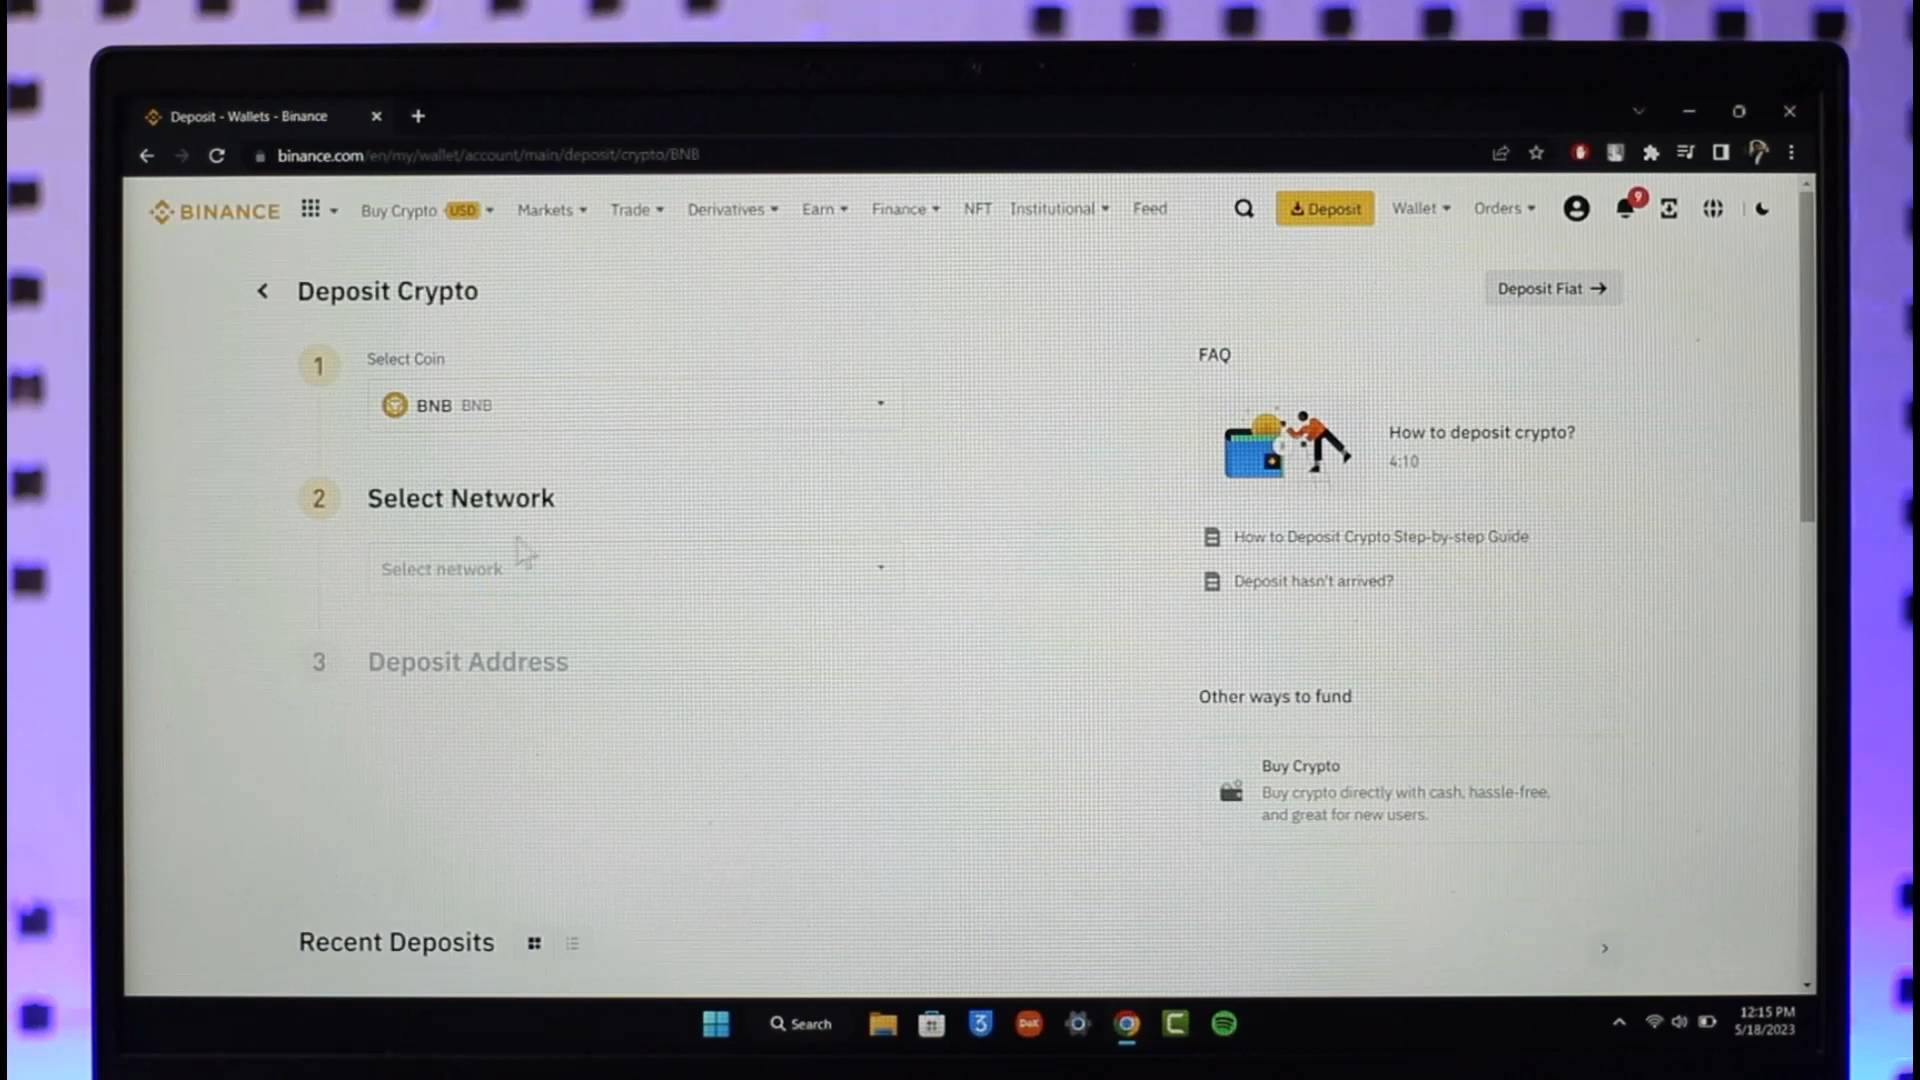 Deposit - Wallets - Binance
binance.com/en/my/wallet/account/main/deposit/crypto/BNB
BINANCE Buy Crypto USD Markets Trade Derivatives Earn Finance NFT Institutional Feed Deposit Wallet Orders 9
Deposit Crypto
Deposit Fiat →
1 Select Coin
BNB BNB
2 Select Network
Select network
3 Deposit Address
FAQ
How to deposit crypto?
4:10
How to Deposit Crypto Step-by-step Guide
Deposit hasn't arrived?
Other ways to fund
Buy Crypto
Buy crypto directly with cash, hassle-free,
and great for new users.
Recent Deposits
Search
3
12:15 PM
5/18/2023